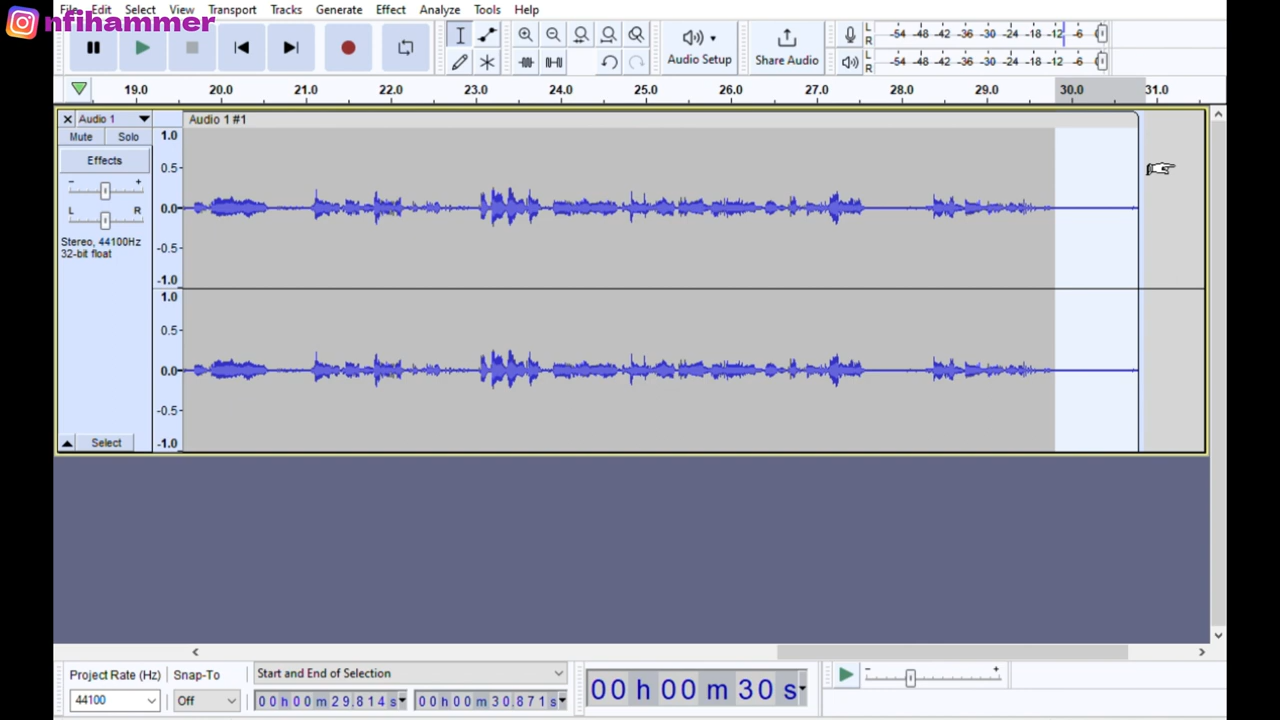 File Edit Select View Transport Tracks Generate Effect Analyze Tools Help
nfihammer
Audio Setup
Share Audio
L
R
-54 -48 -42 -36 -30 -24 -18 -12 -6
L
R
-54 -48 -42 -36 -30 -24 -18 -12 -6
19.0 20.0 21.0 22.0 23.0 24.0 25.0 26.0 27.0 28.0 29.0 30.0 31.0
Audio 1
Audio 1 #1
Mute Solo
Effects
- +
L R
Stereo, 44100Hz
32-bit float
Select
1.0
0.5
0.0
-0.5
-1.0
1.0
0.5
0.0
-0.5
-1.0
Project Rate (Hz) Snap-To
Start and End of Selection
44100 Off
00 h 00 m 29.814 s 00 h 00 m 30.871 s
00 h 00 m 30 s
- +